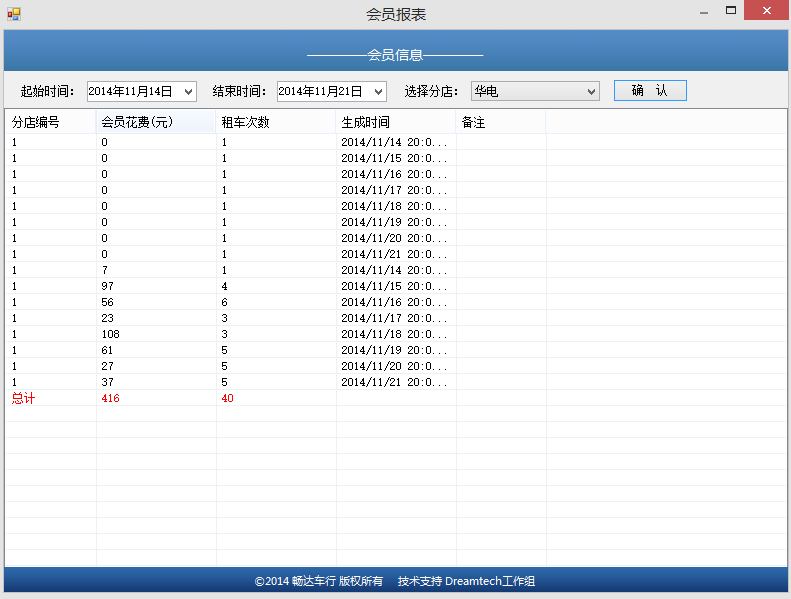 会员报表
会员信息
起始时间： 2014年11月14日 结束时间： 2014年11月21日 选择分店： 华电 确 认
分店编号 会员花费(元) 租车次数 生成时间 备注
1 0 1 2014/11/14 20:0...
1 0 1 2014/11/15 20:0...
1 0 1 2014/11/16 20:0...
1 0 1 2014/11/17 20:0...
1 0 1 2014/11/18 20:0...
1 0 1 2014/11/19 20:0...
1 0 1 2014/11/20 20:0...
1 0 1 2014/11/21 20:0...
1 7 1 2014/11/14 20:0...
1 97 4 2014/11/15 20:0...
1 56 6 2014/11/16 20:0...
1 23 3 2014/11/17 20:0...
1 108 3 2014/11/18 20:0...
1 61 5 2014/11/19 20:0...
1 27 5 2014/11/20 20:0...
1 37 5 2014/11/21 20:0...
总计 416 40
©2014 畅达车行 版权所有 技术支持 Dreamtech工作组